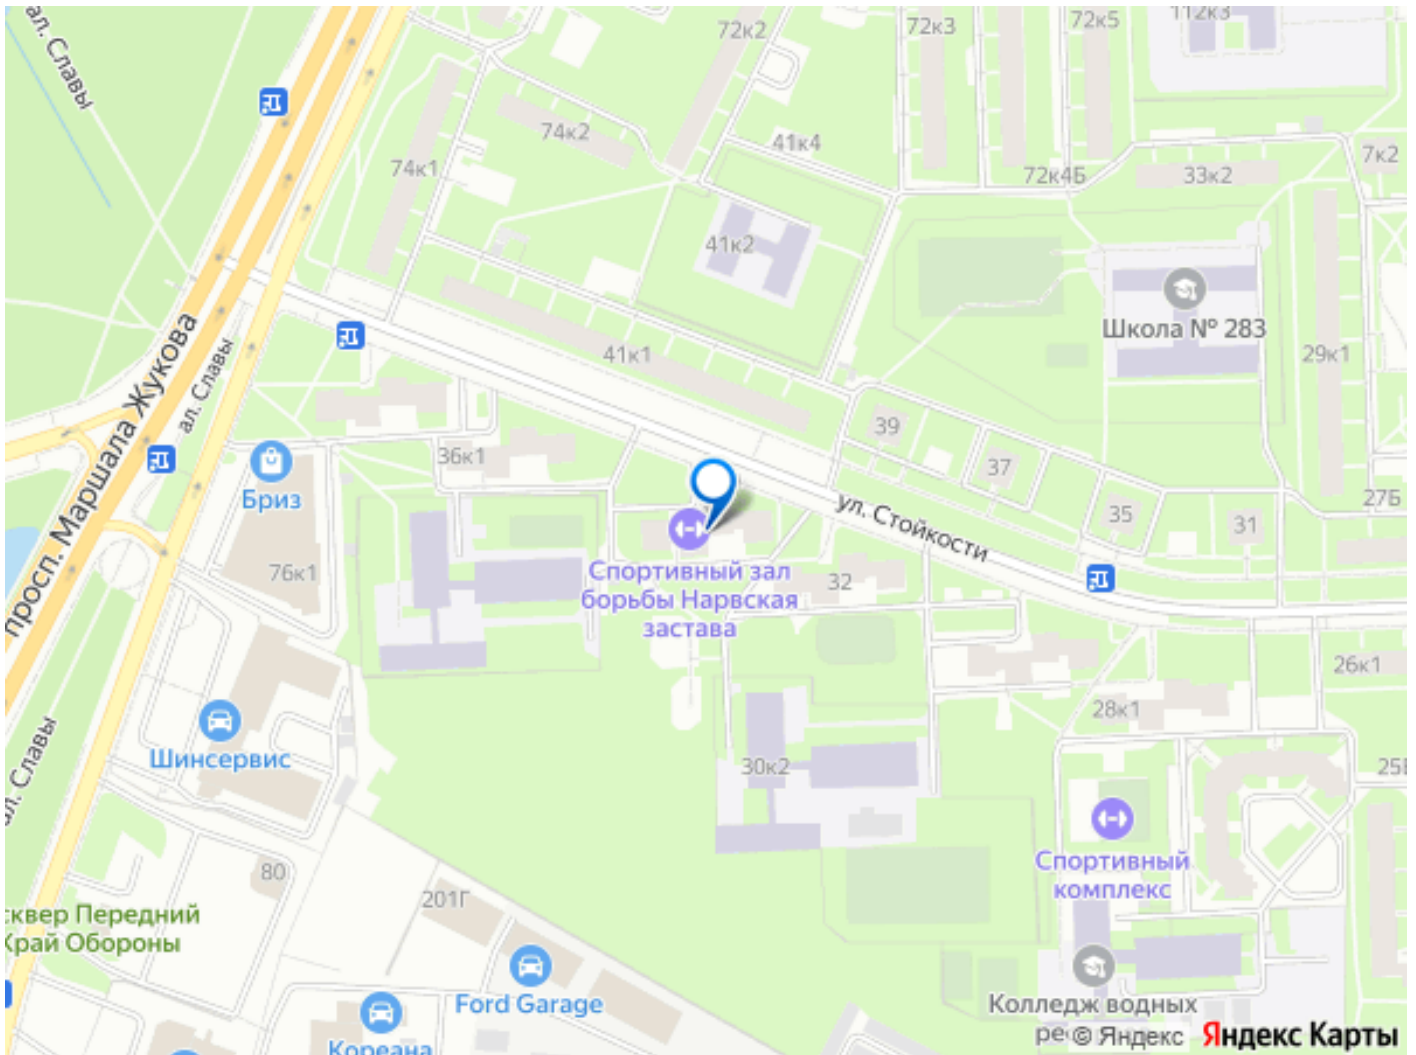 ал. Славы
72к2
72к3
72к5
112к3
74к2
41к4
7к2
74к1
72к4Б
33к2
41к2
Школа № 283
просп. Маршала Жукова
ал. Славы
41к1
29к1
39
36к1
37
Бриз
27Б
ул. Стойкости
35
31
76к1
Спортивный зал
борьбы Нарвская
застава
32
26к1
28к1
ал. Славы
Шинсервис
30к2
Спортивный
комплекс
80
201Г
сквер Передний
Край Обороны
Ford Garage
Колледж водных
Кореана
© Яндекс
Яндекс Карты